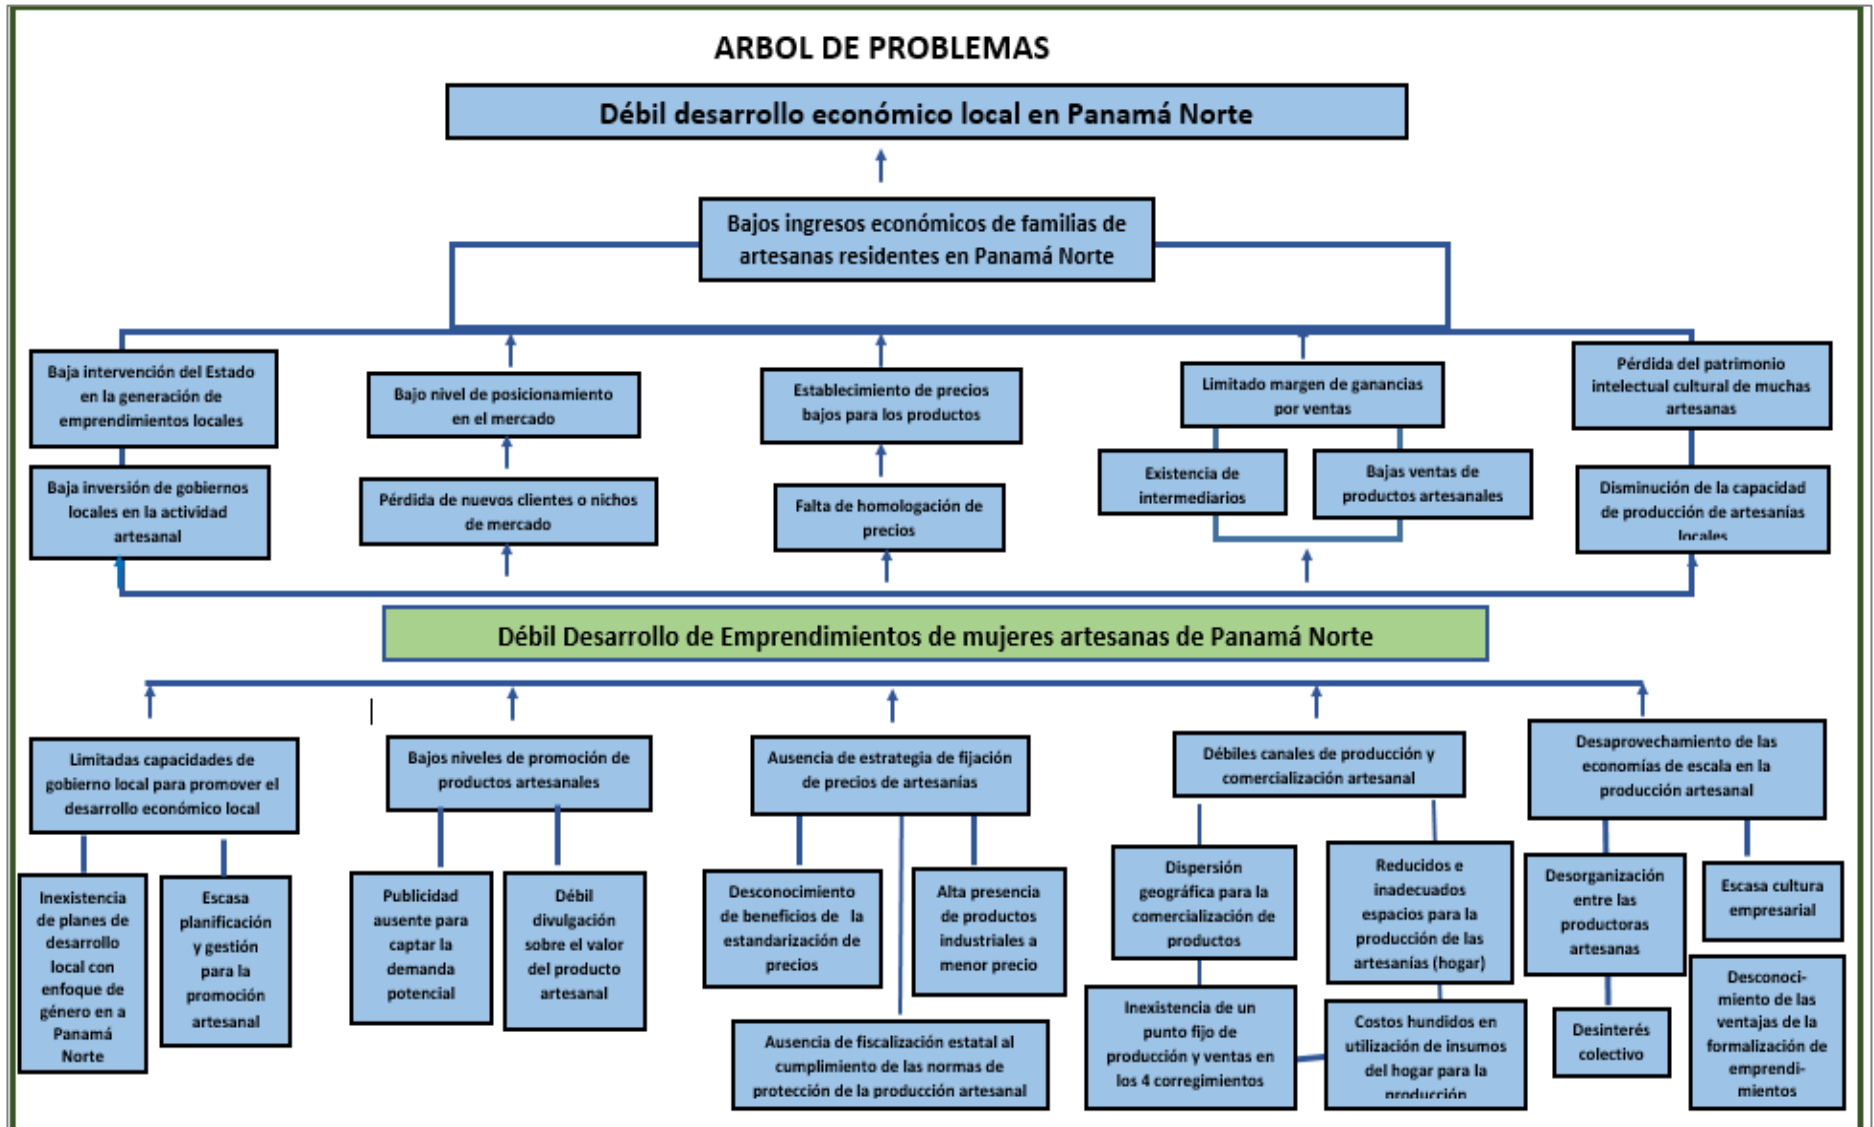 ARBOL DE PROBLEMAS
Débil desarrollo económico local en Panamá Norte
Bajos ingresos económicos de familias de
artesanas residentes en Panamá Norte
Baja intervención del Estado
en la generación de
emprendimientos locales
Bajo nivel de posicionamiento
en el mercado
Establecimiento de precios
bajos para los productos
Limitado margen de ganancias
por ventas
Pérdida del patrimonio
intelectual cultural de muchas
artesanas
Baja inversión de gobiernos
locales en la actividad
artesanal
Pérdida de nuevos clientes o nichos
de mercado
Falta de homologación de
precios
Existencia de
intermediarios
Bajas ventas de
productos artesanales
Disminución de la capacidad
de producción de artesanías
locales
Débil Desarrollo de Emprendimientos de mujeres artesanas de Panamá Norte
Limitadas capacidades de
gobierno local para promover el
desarrollo económico local
Bajos niveles de promoción de
productos artesanales
Ausencia de estrategia de fijación
de precios de artesanías
Débiles canales de producción y
comercialización artesanal
Desaprovechamiento de las
economías de escala en la
producción artesanal
Inexistencia
de planes de
desarrollo
local con
enfoque de
género en a
Panamá
Norte
Escasa
planificación
y gestión
para la
promoción
artesanal
Publicidad
ausente para
captar la
demanda
potencial
Débil
divulgación
sobre el valor
del producto
artesanal
Desconocimiento
de beneficios de la
estandarización de
precios
Alta presencia
de productos
industriales a
menor precio
Ausencia de fiscalización estatal al
cumplimiento de las normas de
protección de la producción artesanal
Dispersión
geográfica para la
comercialización de
productos
Reducidos e
inadecuados
espacios para la
producción de las
artesanías (hogar)
Inexistencia de un
punto fijo de
producción y ventas en
los 4 corregimientos
Costos hundidos en
utilización de insumos
del hogar para la
producción
Desorganización
entre las
productoras
artesanas
Escasa cultura
empresarial
Desinterés
colectivo
Desconoci-
miento de las
ventajas de la
formalización de
emprendi-
mientos